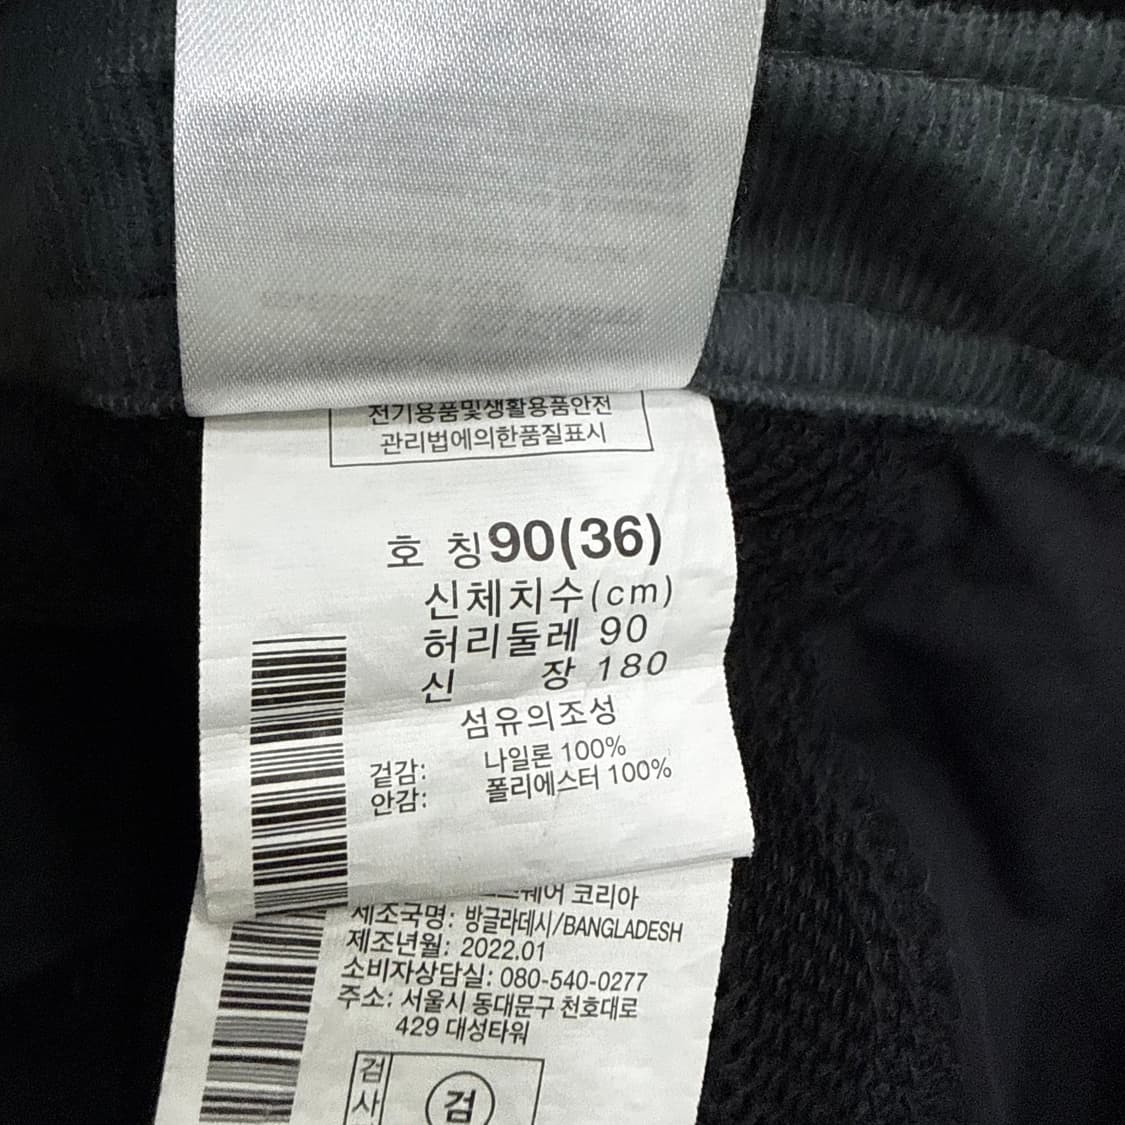 전기용품및생활용품안전
관리법에의한품질표시
호 칭 90(36)
신체치수(cm)
허리둘레 90
신 장 180
섬유의조성
겉감: 나일론 100%
안감: 폴리에스터 100%
코리아
제조국명: 방글라데시/BANGLADESH
제조년월: 2022.01
소비자상담실: 080-540-0277
주소: 서울시 동대문구 천호대로
429 대성타워
검사
검